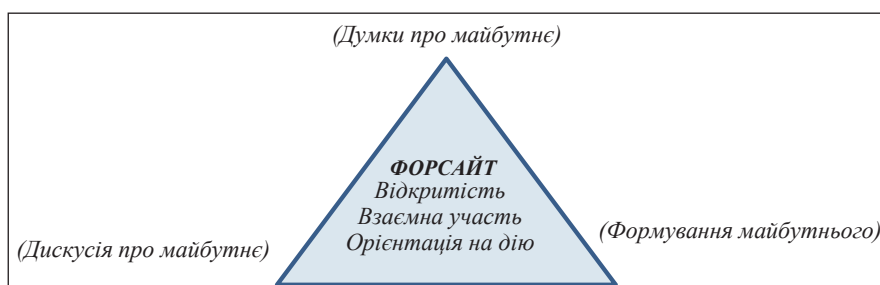 (Думки про майбутнє)
ФОРСАЙТ
Відкритість
Взаємна участь
Орієнтація на дію
(Дискусія про майбутнє)
(Формування майбутнього)